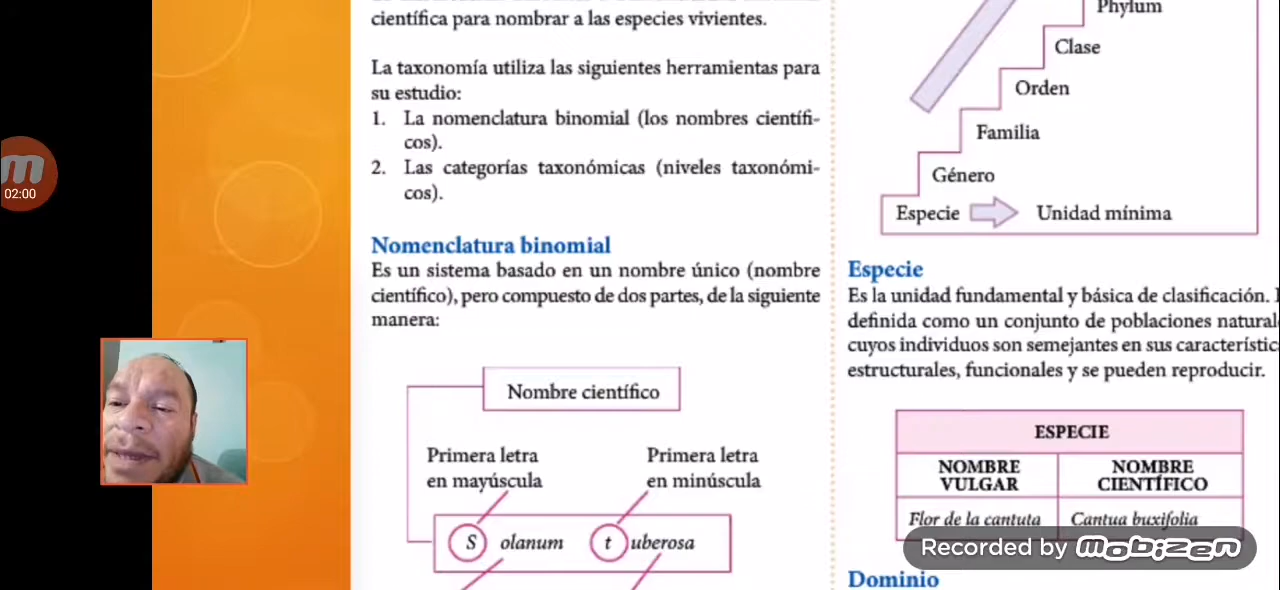 científica para nombrar a las especies vivientes.
La taxonomía utiliza las siguientes herramientas para
su estudio:
1. La nomenclatura binomial (los nombres científi-
cos).
2. Las categorías taxonómicas (niveles taxonómi-
cos).
Nomenclatura binomial
Es un sistema basado en un nombre único (nombre
científico), pero compuesto de dos partes, de la siguiente
manera:
Nombre científico
Primera letra
en mayúscula
Primera letra
en minúscula
S olanum t uberosa
Phylum
Clase
Orden
Familia
Género
Especie Unidad mínima
Especie
Es la unidad fundamental y básica de clasificación.
definida como un conjunto de poblaciones natural
cuyos individuos son semejantes en sus característic
estructurales, funcionales y se pueden reproducir.
ESPECIE
NOMBRE
VULGAR
NOMBRE
CIENTÍFICO
Flor de la cantuta Cantua buxifolia
Dominio
m
02:00
Recorded by mobizen